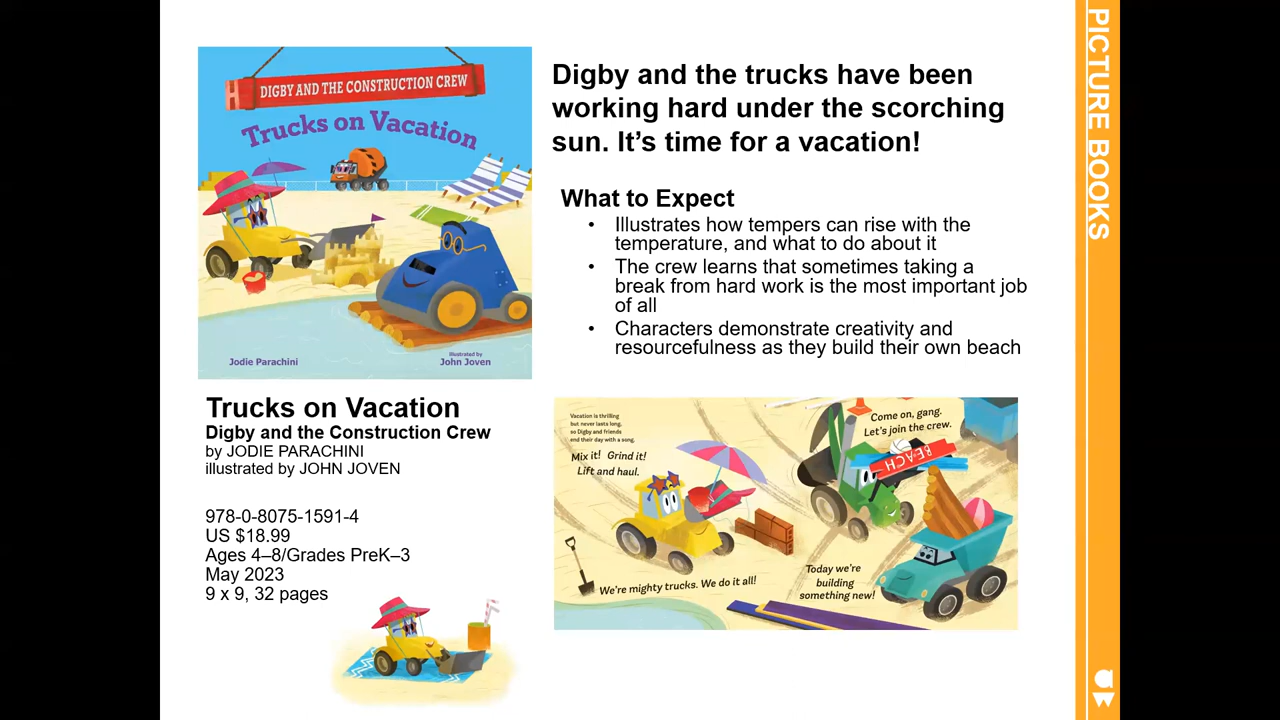 DIGBY AND THE CONSTRUCTION CREW
Trucks on Vacation
Jodie Parachini
Illustrated by
John Joven
Digby and the trucks have been
working hard under the scorching
sun. It’s time for a vacation!
What to Expect
• Illustrates how tempers can rise with the
temperature, and what to do about it
• The crew learns that sometimes taking a
break from hard work is the most important job
of all
• Characters demonstrate creativity and
resourcefulness as they build their own beach
Trucks on Vacation
Digby and the Construction Crew
by JODIE PARACHINI
illustrated by JOHN JOVEN
978-0-8075-1591-4
US $18.99
Ages 4–8/Grades PreK–3
May 2023
9 x 9, 32 pages
Vacation is thrilling
but never lasts long,
so Digby and friends
end their day with a song.
Mix it! Grind it!
Lift and haul.
We're mighty trucks. We do it all!
Come on, gang.
Let's join the crew.
BEACH
Today we're
building
something new!
PICTURE BOOKS
aw